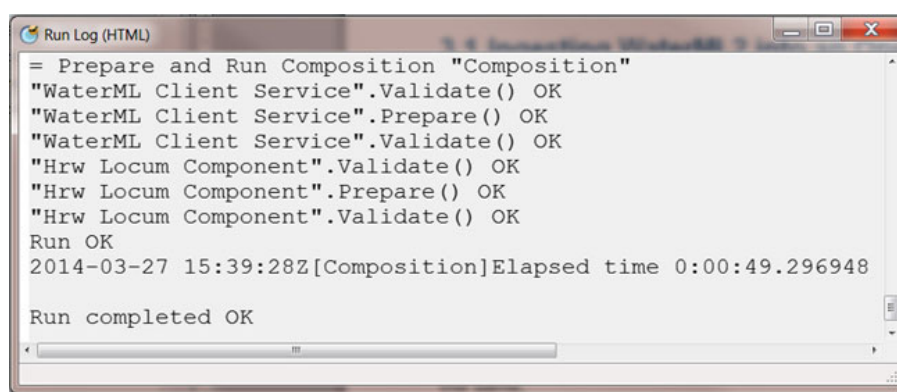 Run Log (HTML)
= Prepare and Run Composition "Composition"
"WaterML Client Service".Validate() OK
"WaterML Client Service".Prepare() OK
"WaterML Client Service".Validate() OK
"Hrw Locum Component".Validate() OK
"Hrw Locum Component".Prepare() OK
"Hrw Locum Component".Validate() OK
Run OK
2014-03-27 15:39:28Z[Composition]Elapsed time 0:00:49.296948
Run completed OK